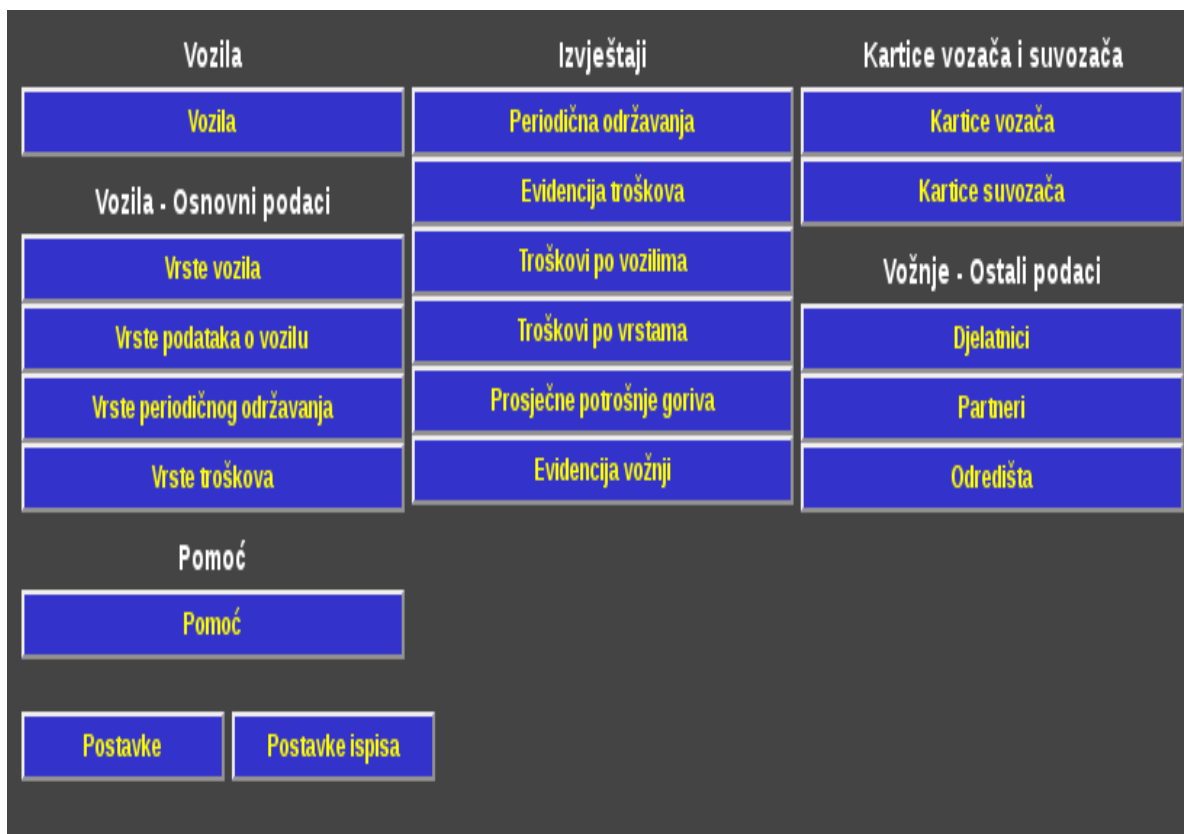 Vozila
Vozila
Vozila - Osnovni podaci
Vrste vozila
Vrste podataka o vozilu
Vrste periodičnog održavanja
Vrste troškova
Pomoć
Pomoć
Postavke
Postavke ispisa
Izvještaji
Periodična održavanja
Evidencija troškova
Troškovi po vozilima
Troškovi po vrstama
Prosječne potrošnje goriva
Evidencija vožnji
Kartice vozača i suvozača
Kartice vozača
Kartice suvozača
Vožnje - Ostali podaci
Djelatnici
Partneri
Odredišta